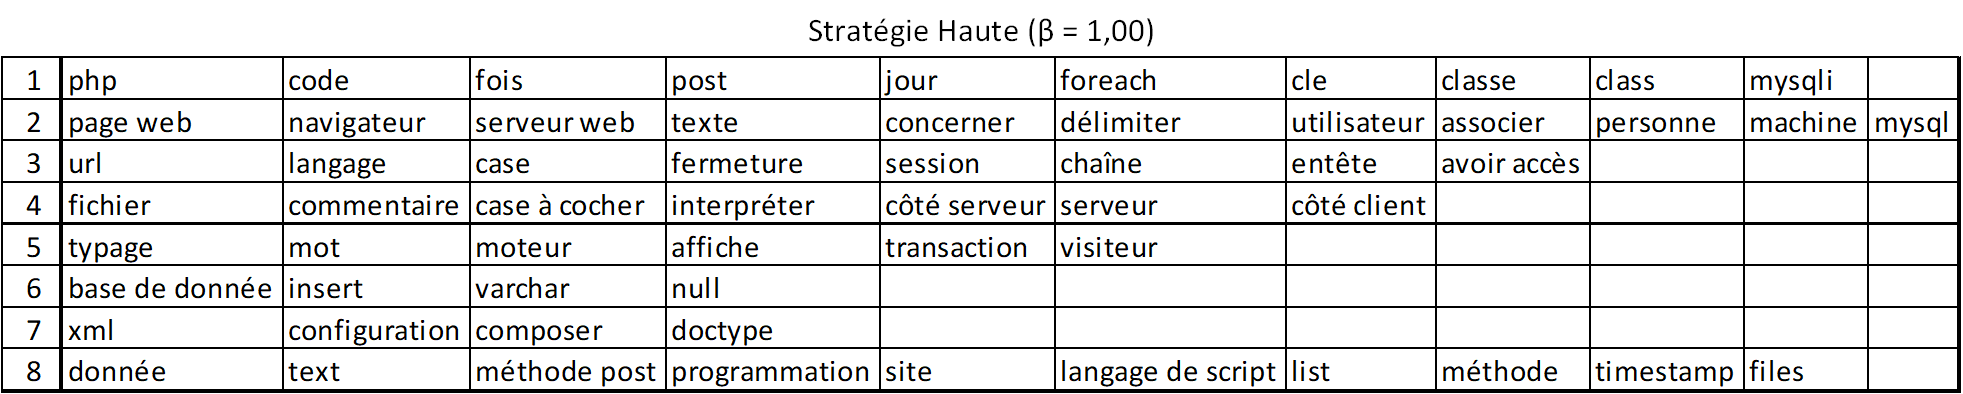 Stratégie Haute (β = 1,00)
1 php code fois post jour foreach cle classe class mysqli
2 page web navigateur serveur web texte concerner délimiter utilisateur associer personne machine mysql
3 url langage case fermeture session chaîne entête avoir accès
4 fichier commentaire case à cocher interpréter côté serveur serveur côté client
5 typage mot moteur affiche transaction visiteur
6 base de donnée insert varchar null
7 xml configuration composer doctype
8 donnée text méthode post programmation site langage de script list méthode timestamp files